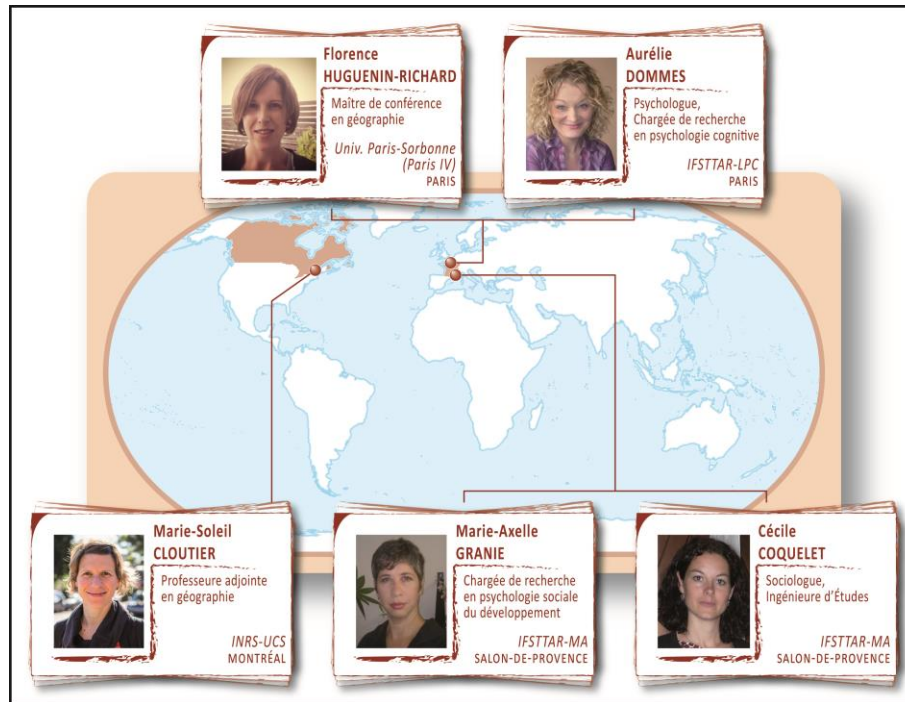 Florence
HUGUENIN-RICHARD
Maître de conférence
en géographie
Univ. Paris-Sorbonne
(Paris IV)
PARIS
Aurélie
DOMMES
Psychologue,
Chargée de recherche
en psychologie cognitive
IFSTTAR-LPC
PARIS
Marie-Soleil
CLOUTIER
Professeure adjointe
en géographie
INRS-UCS
MONTRÉAL
Marie-Axelle
GRANIE
Chargée de recherche
en psychologie sociale
du développement
IFSTTAR-MA
SALON-DE-PROVENCE
Cécile
COQUELET
Sociologue,
Ingénieure d'Études
IFSTTAR-MA
SALON-DE-PROVENCE